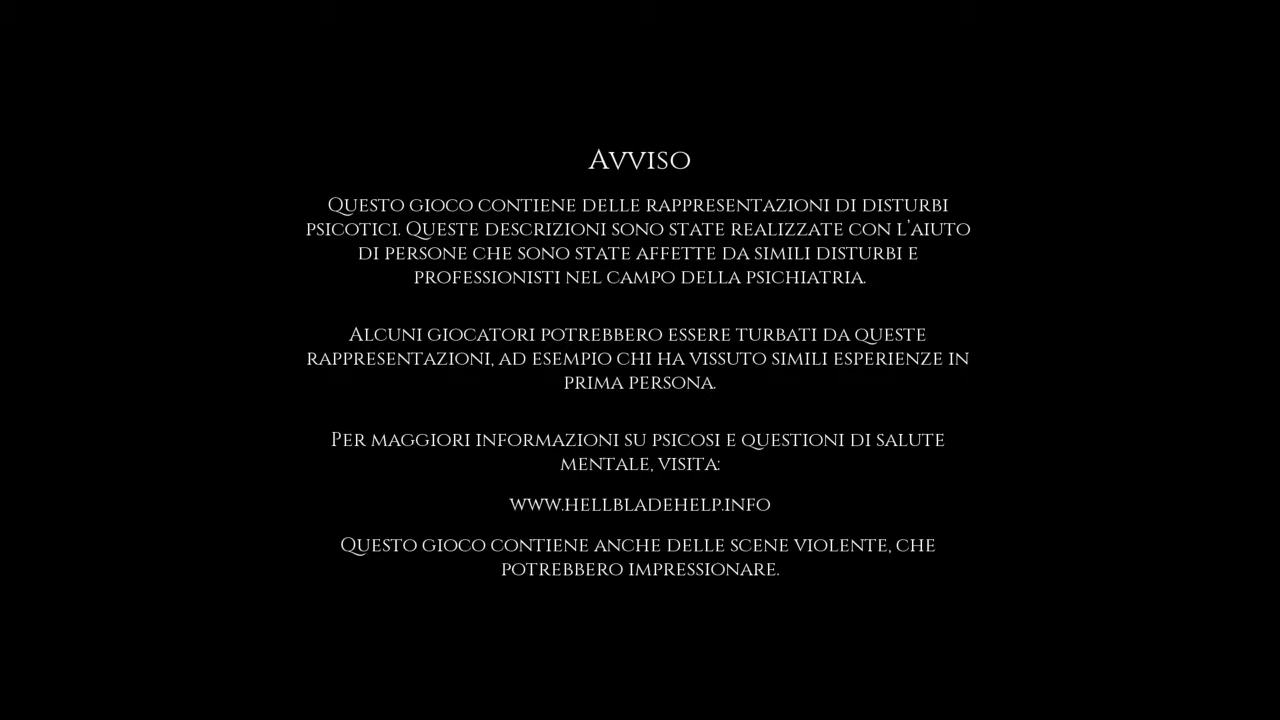 Avviso
Questo gioco contiene delle rappresentazioni di disturbi
psicotici. Queste descrizioni sono state realizzate con l'aiuto
di persone che sono state affette da simili disturbi e
professionisti nel campo della psichiatria.
Alcuni giocatori potrebbero essere turbati da queste
rappresentazioni, ad esempio chi ha vissuto simili esperienze in
prima persona.
Per maggiori informazioni su psicosi e questioni di salute
mentale, visita:
www.hellbladehelp.info
Questo gioco contiene anche delle scene violente, che
potrebbero impressionare.